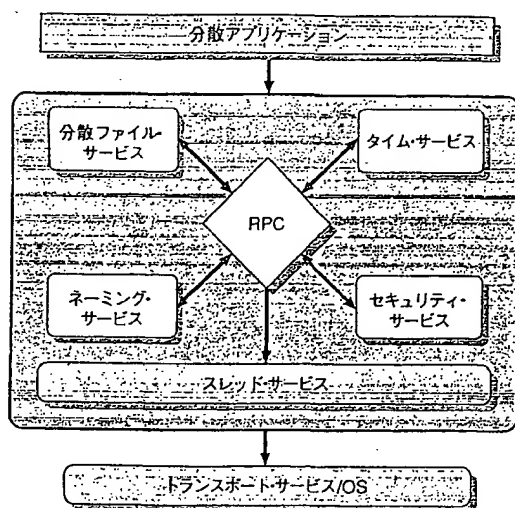 分散アプリケーション
分散ファイル・
サービス
タイム・サービス
RPC
ネーミング・
サービス
セキュリティ・
サービス
スレッド・サービス
トランスポート・サービス/OS